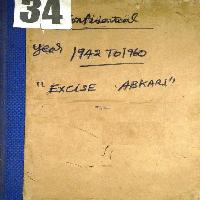 34
Confidential
Year 1942 TO 1960
"EXCISE ABKARI"